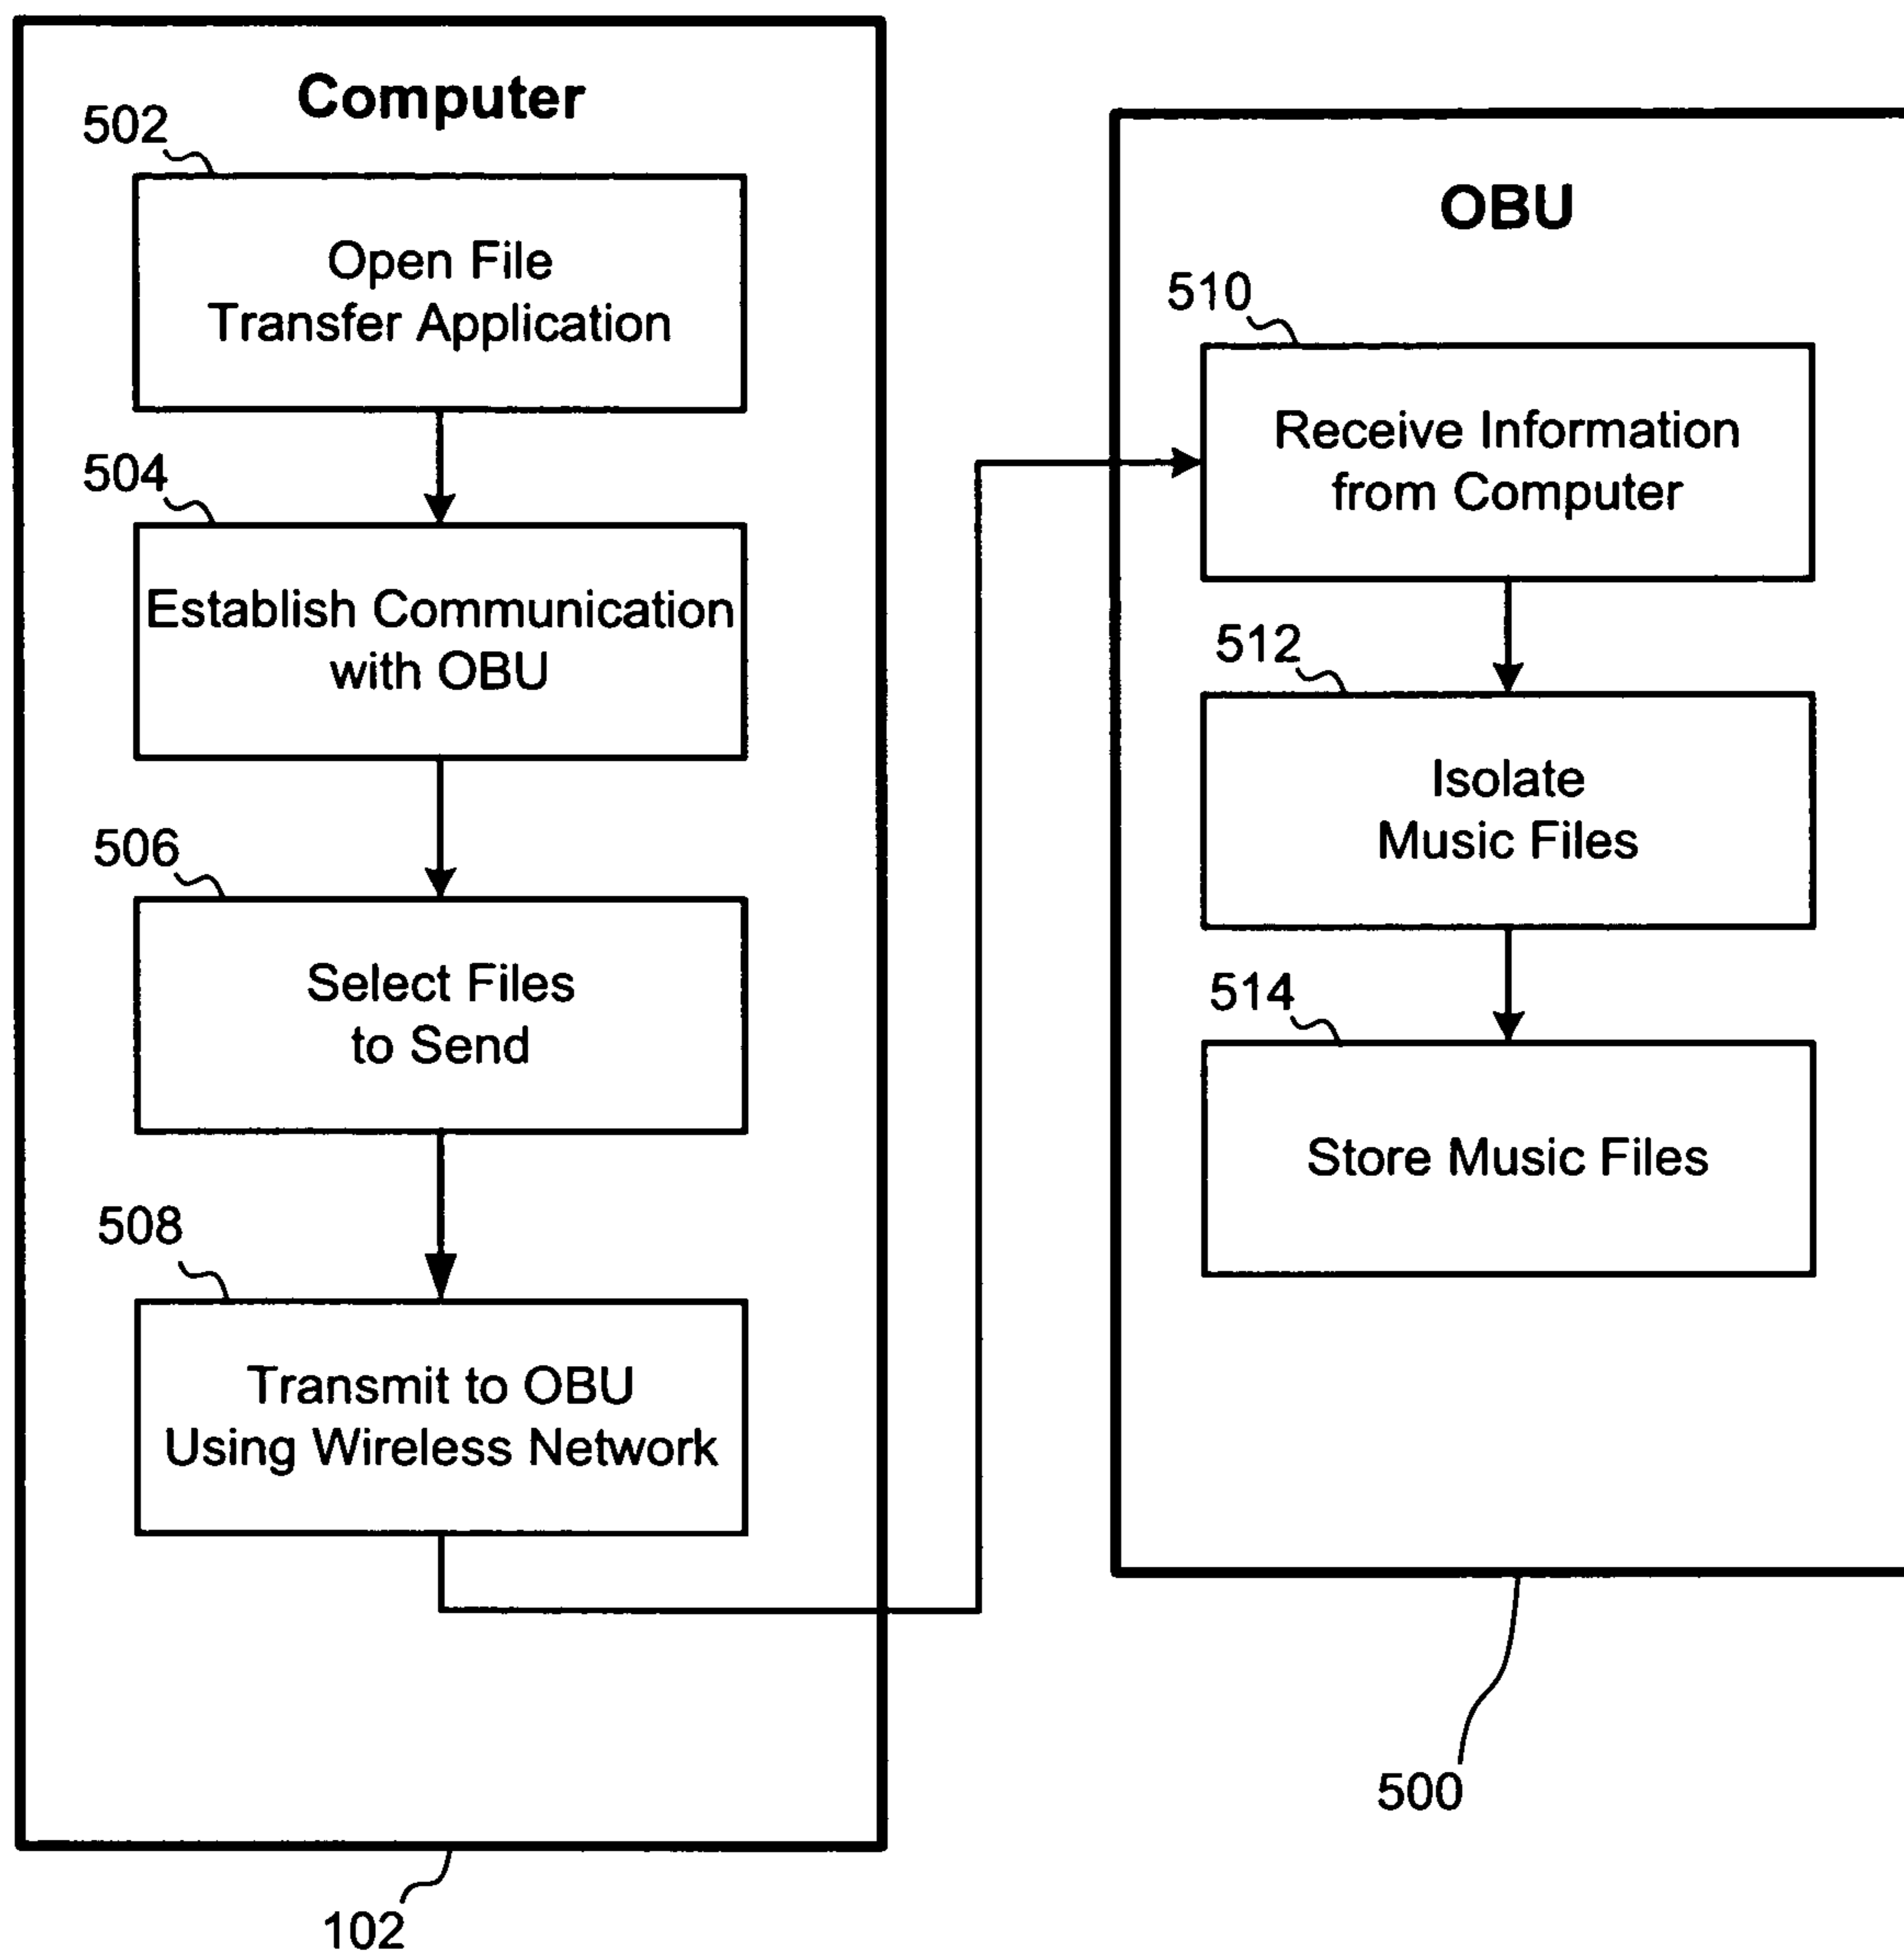 Computer
502
Open File
Transfer Application
504
Establish Communication
with OBU
506
Select Files
to Send
508
Transmit to OBU
Using Wireless Network
102
OBU
510
Receive Information
from Computer
512
Isolate
Music Files
514
Store Music Files
500